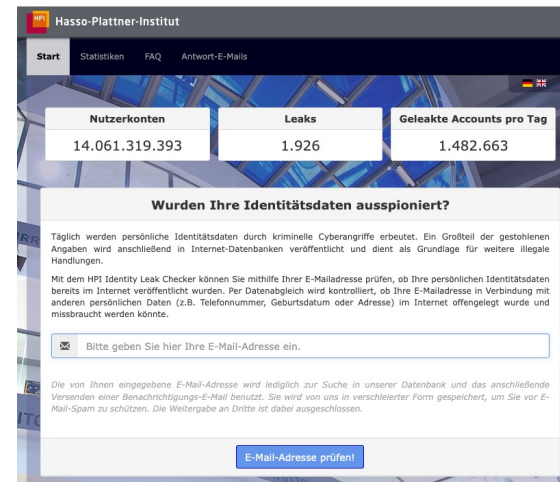 HPI Hasso-Plattner-Institut
Start Statistiken FAQ Antwort-E-Mails
Nutzerkonten Leaks Geleakte Accounts pro Tag
14.061.319.393 1.926 1.482.663
Wurden Ihre Identitätsdaten ausspioniert?
Täglich werden persönliche Identitätsdaten durch kriminelle Cyberangriffe erbeutet. Ein Großteil der gestohlenen
Angaben wird anschließend in Internet-Datenbanken veröffentlicht und dient als Grundlage für weitere illegale
Handlungen.
Mit dem HPI Identity Leak Checker können Sie mithilfe Ihrer E-Mailadresse prüfen, ob Ihre persönlichen Identitätsdaten
bereits im Internet veröffentlicht wurden. Per Datenabgleich wird kontrolliert, ob Ihre E-Mailadresse in Verbindung mit
anderen persönlichen Daten (z.B. Telefonnummer, Geburtsdatum oder Adresse) im Internet offengelegt wurde und
missbraucht werden könnte.
Bitte geben Sie hier Ihre E-Mail-Adresse ein.
Die von Ihnen eingegebene E-Mail-Adresse wird lediglich zur Suche in unserer Datenbank und das anschließende
Versenden einer Benachrichtigungs-E-Mail benutzt. Sie wird von uns in verschleierter Form gespeichert, um Sie vor E-
Mail-Spam zu schützen. Die Weitergabe an Dritte ist dabei ausgeschlossen.
E-Mail-Adresse prüfen!